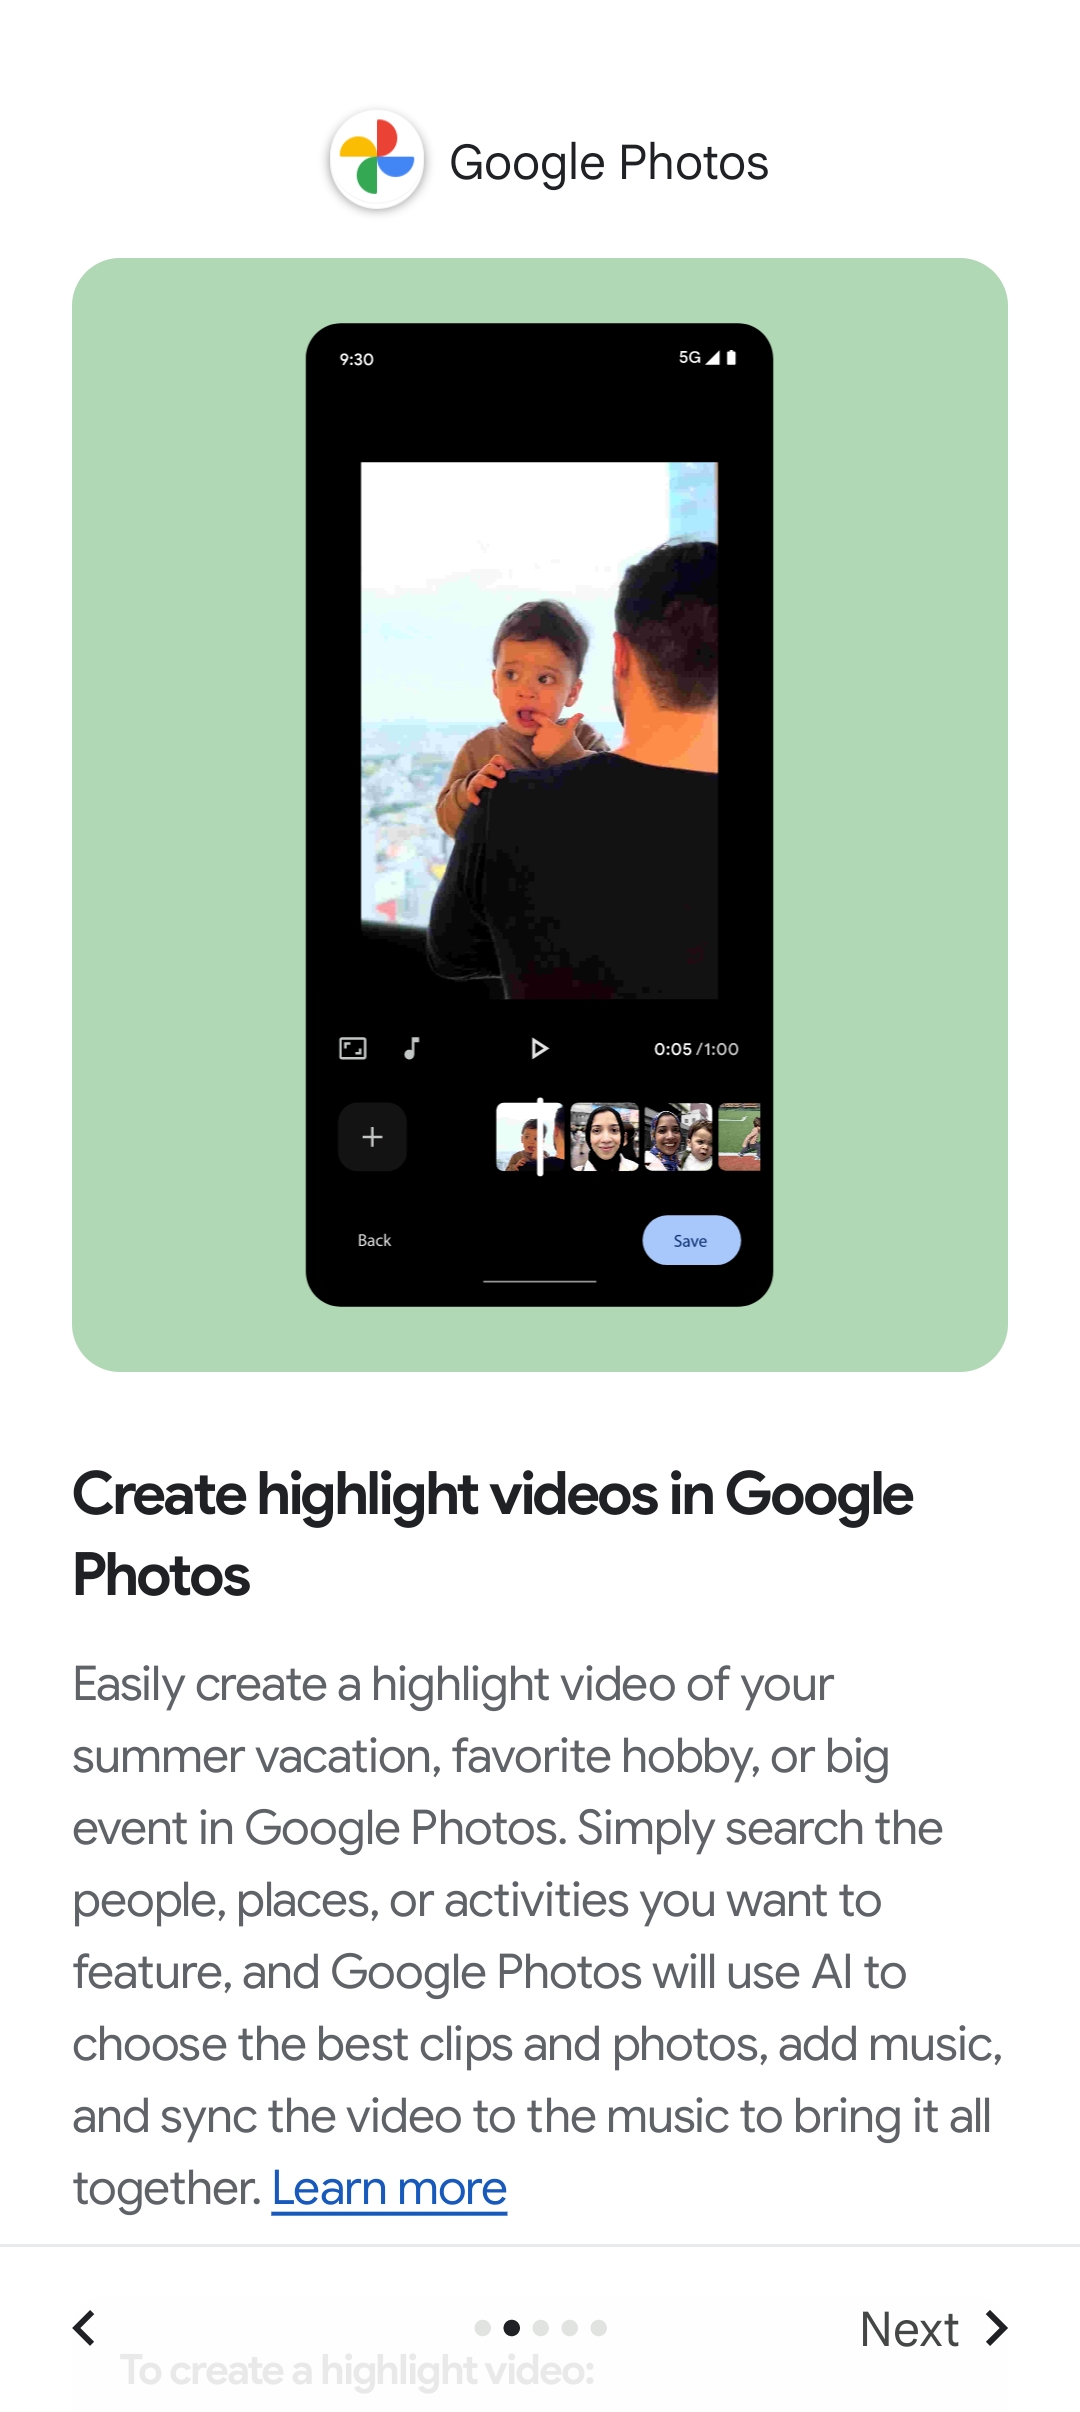 Google Photos
9:30
5G
0:05 /1:00
Back
Save
Create highlight videos in Google
Photos
Easily create a highlight video of your
summer vacation, favorite hobby, or big
event in Google Photos. Simply search the
people, places, or activities you want to
feature, and Google Photos will use AI to
choose the best clips and photos, add music,
and sync the video to the music to bring it all
together. Learn more
Next
To create a highlight video: